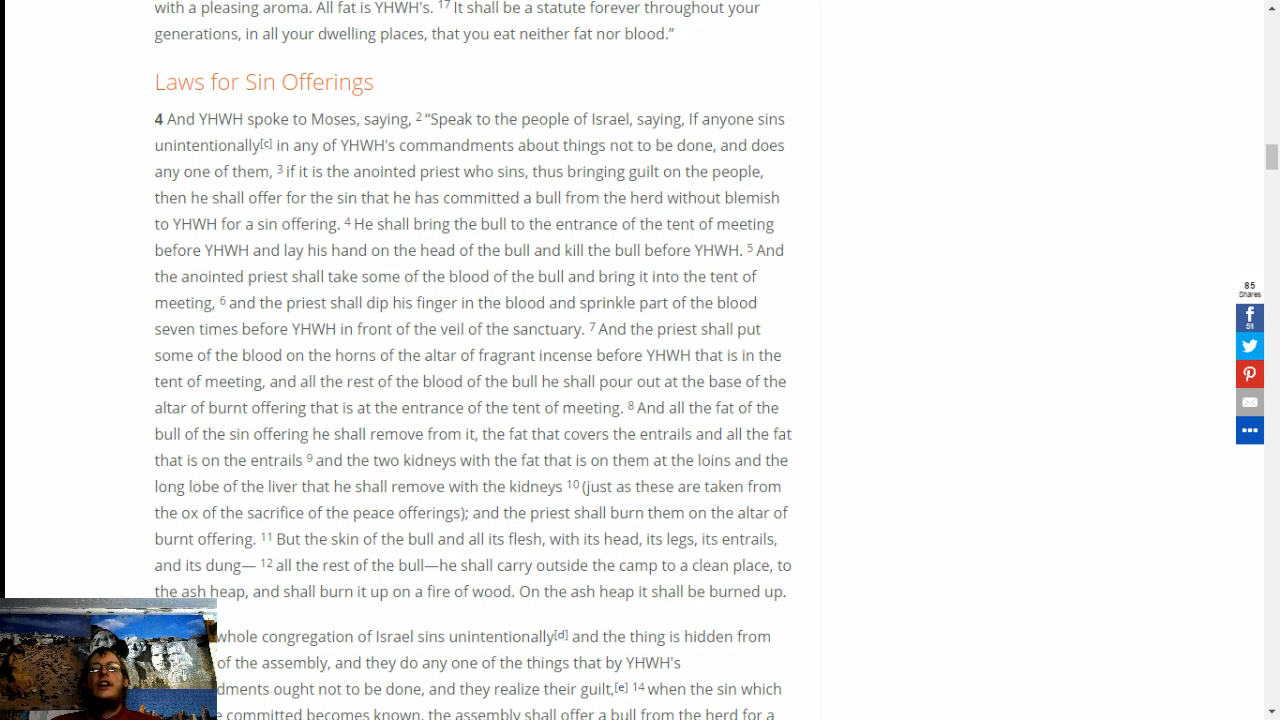 with a pleasing aroma. All fat is YHWH's. 17 It shall be a statute forever throughout your
generations, in all your dwelling places, that you eat neither fat nor blood.”
Laws for Sin Offerings
4 And YHWH spoke to Moses, saying, 2 “Speak to the people of Israel, saying, If anyone sins
unintentionally[c] in any of YHWH's commandments about things not to be done, and does
any one of them, 3 if it is the anointed priest who sins, thus bringing guilt on the people,
then he shall offer for the sin that he has committed a bull from the herd without blemish
to YHWH for a sin offering. 4 He shall bring the bull to the entrance of the tent of meeting
before YHWH and lay his hand on the head of the bull and kill the bull before YHWH. 5 And
the anointed priest shall take some of the blood of the bull and bring it into the tent of
meeting, 6 and the priest shall dip his finger in the blood and sprinkle part of the blood
seven times before YHWH in front of the veil of the sanctuary. 7 And the priest shall put
some of the blood on the horns of the altar of fragrant incense before YHWH that is in the
tent of meeting, and all the rest of the blood of the bull he shall pour out at the base of the
altar of burnt offering that is at the entrance of the tent of meeting. 8 And all the fat of the
bull of the sin offering he shall remove from it, the fat that covers the entrails and all the fat
that is on the entrails 9 and the two kidneys with the fat that is on them at the loins and the
long lobe of the liver that he shall remove with the kidneys 10 (just as these are taken from
the ox of the sacrifice of the peace offerings); and the priest shall burn them on the altar of
burnt offering. 11 But the skin of the bull and all its flesh, with its head, its legs, its entrails,
and its dung— 12 all the rest of the bull—he shall carry outside the camp to a clean place, to
the ash heap, and shall burn it up on a fire of wood. On the ash heap it shall be burned up.
whole congregation of Israel sins unintentionally[d] and the thing is hidden from
of the assembly, and they do any one of the things that by YHWH's
dments ought not to be done, and they realize their guilt,[e] 14 when the sin which
committed becomes known, the assembly shall offer a bull from the herd for a
85
Shares
f
51